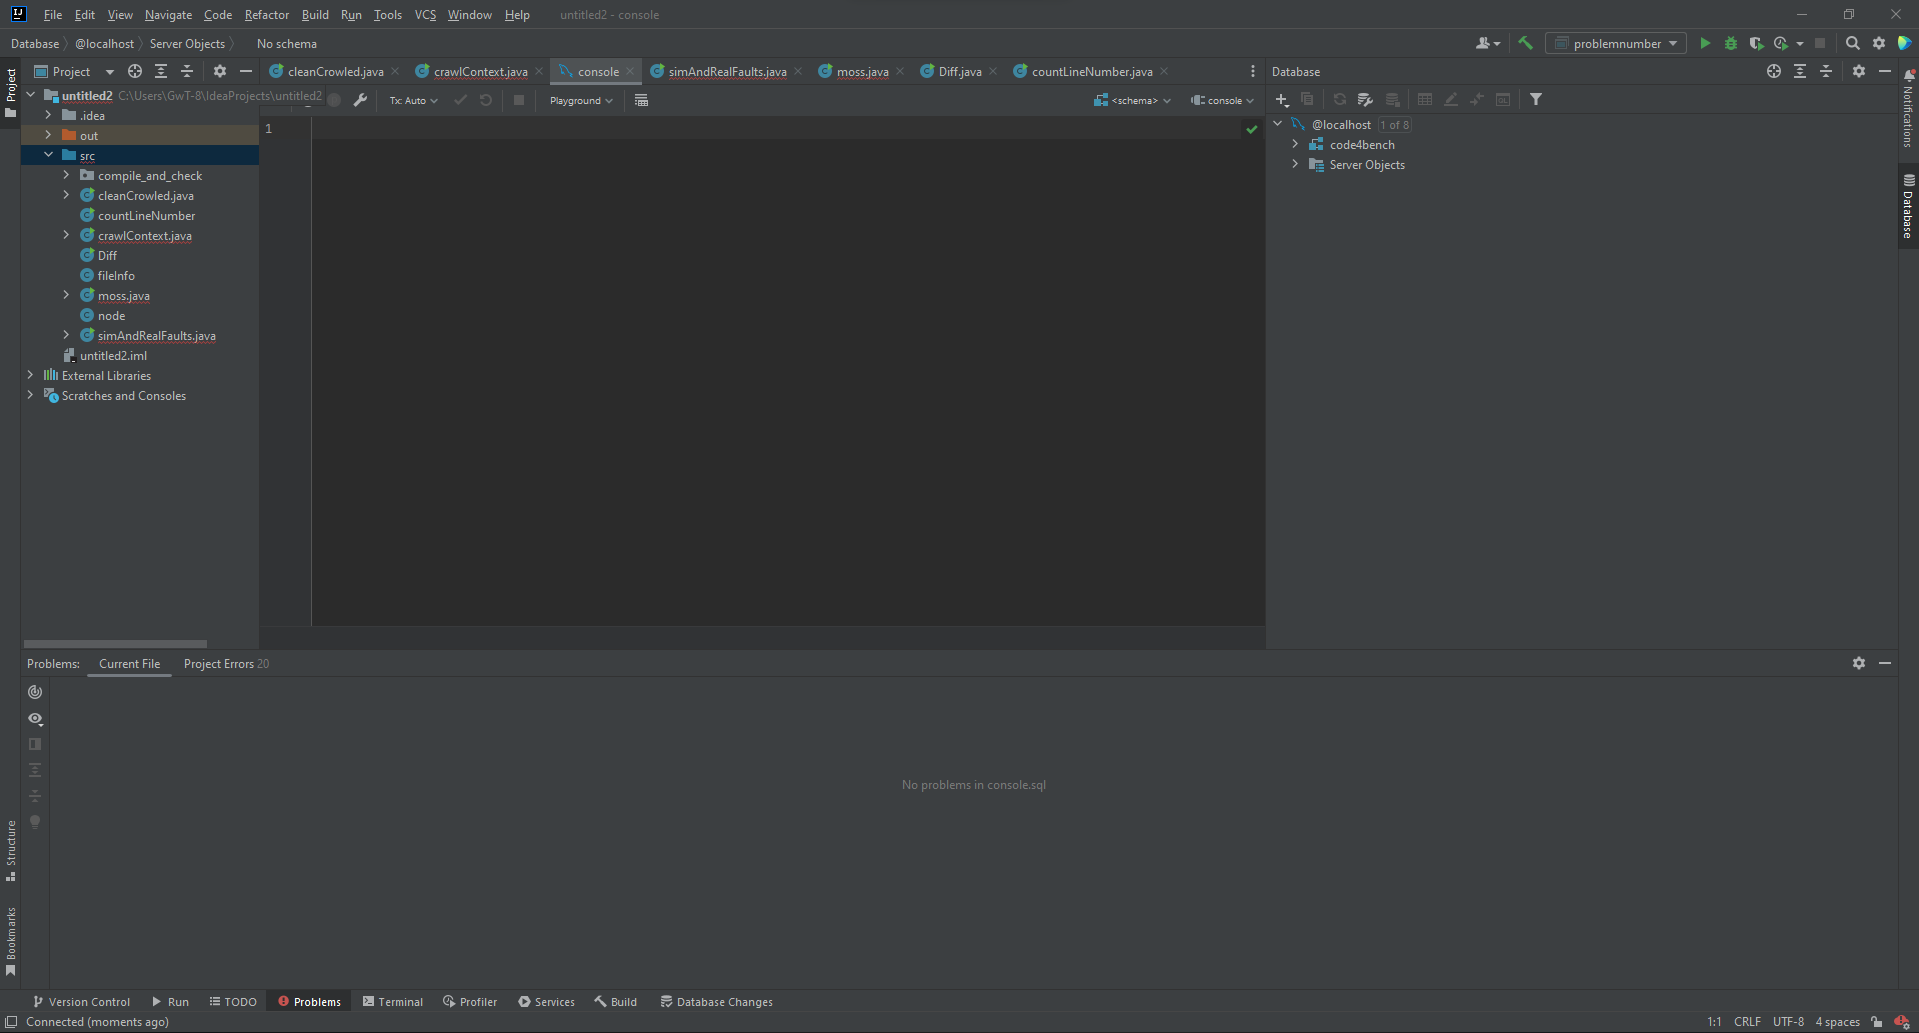 File Edit View Navigate Code Refactor Build Run Tools VCS Window Help untitled2 - console
Database @localhost Server Objects No schema
problemnumber
Project
Project
cleanCrowled.java crawlContext.java console simAndRealFaults.java moss.java Diff.java countLineNumber.java
Database
untitled2 C:\Users\GwT-8\IdeaProjects\untitled2
Tx: Auto Playground <schema> console
.idea
out
src
compile_and_check
cleanCrowled.java
countLineNumber
crawlContext.java
Diff
fileInfo
moss.java
node
simAndRealFaults.java
untitled2.iml
External Libraries
Scratches and Consoles
1
@localhost 1 of 8
code4bench
Server Objects
Notifications
Database
Problems: Current File Project Errors 20
No problems in console.sql
Structure
Bookmarks
Version Control Run TODO Problems Terminal Profiler Services Build Database Changes
Connected (moments ago)
1:1 CRLF UTF-8 4 spaces